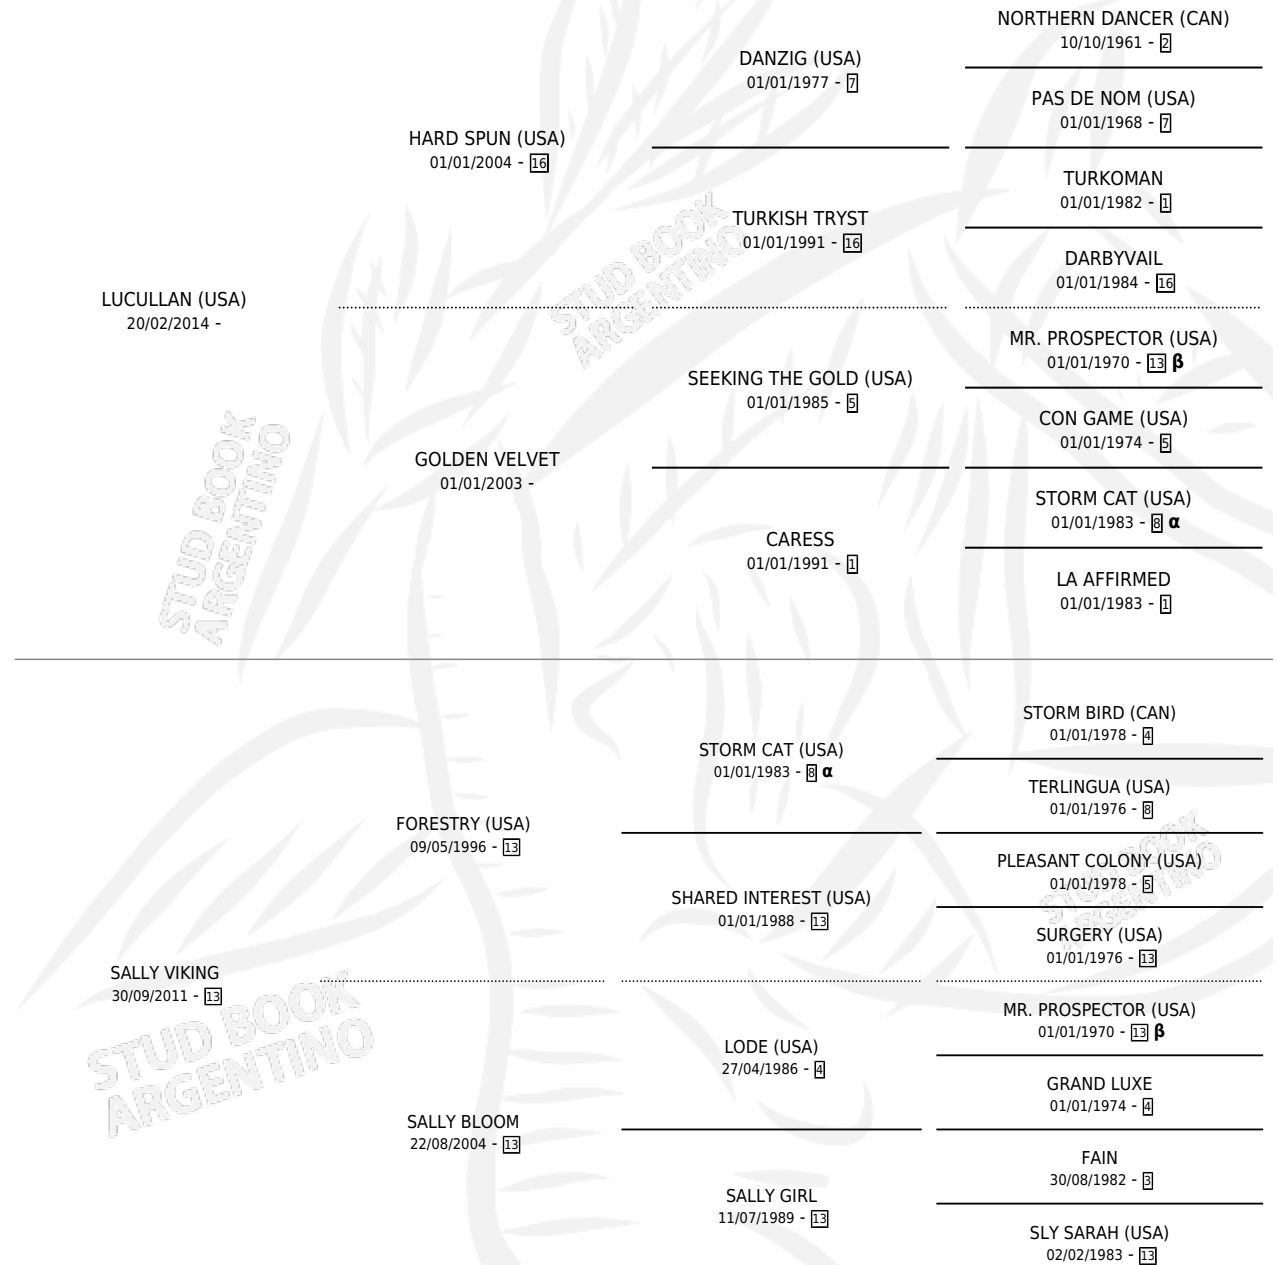 NORTHERN DANCER (CAN)
10/10/1961 - 2
DANZIG (USA)
01/01/1977 - 7
PAS DE NOM (USA)
01/01/1968 - 7
HARD SPUN (USA)
01/01/2004 - 16
TURKOMAN
01/01/1982 - 1
TURKISH TRYST
01/01/1991 - 16
DARBYVAIL
01/01/1984 - 16
LUCULLAN (USA)
20/02/2014 -
MR. PROSPECTOR (USA)
01/01/1970 - 13 β
SEEKING THE GOLD (USA)
01/01/1985 - 5
CON GAME (USA)
01/01/1974 - 5
GOLDEN VELVET
01/01/2003 -
STORM CAT (USA)
01/01/1983 - 8 α
CARESS
01/01/1991 - 1
LA AFFIRMED
01/01/1983 - 1
STORM BIRD (CAN)
01/01/1978 - 4
STORM CAT (USA)
01/01/1983 - 8 α
TERLINGUA (USA)
01/01/1976 - 8
FORESTRY (USA)
09/05/1996 - 13
PLEASANT COLONY (USA)
01/01/1978 - 5
SHARED INTEREST (USA)
01/01/1988 - 13
SURGERY (USA)
01/01/1976 - 13
SALLY VIKING
30/09/2011 - 13
MR. PROSPECTOR (USA)
01/01/1970 - 13 β
LODE (USA)
27/04/1986 - 4
GRAND LUXE
01/01/1974 - 4
SALLY BLOOM
22/08/2004 - 13
FAIN
30/08/1982 - 3
SALLY GIRL
11/07/1989 - 13
SLY SARAH (USA)
02/02/1983 - 13
STUD BOOK
ARGENTINO
STUD BOOK
ARGENTINO
STUD BOOK
ARGENTINO
STUD BOOK
ARGENTINO